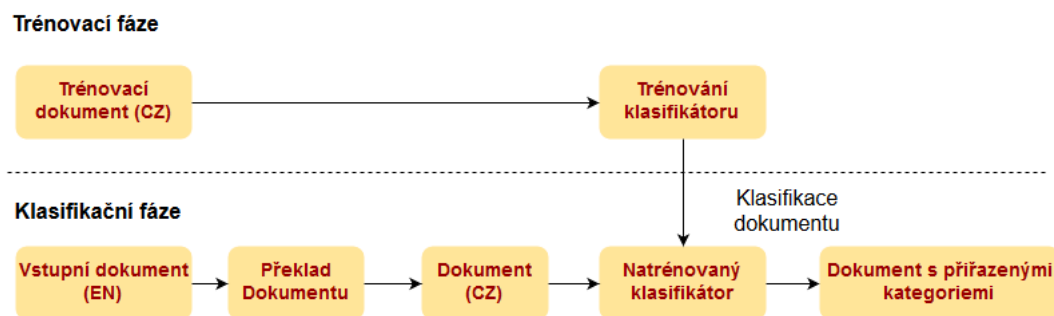 Trénovací fáze
Trénovací
dokument (CZ)
Trénování
klasifikátoru
Klasifikace
dokumentu
Klasifikační fáze
Vstupní dokument
(EN)
Překlad
Dokumentu
Dokument
(CZ)
Natrénovaný
klasifikátor
Dokument s přiřazenými
kategoriemi